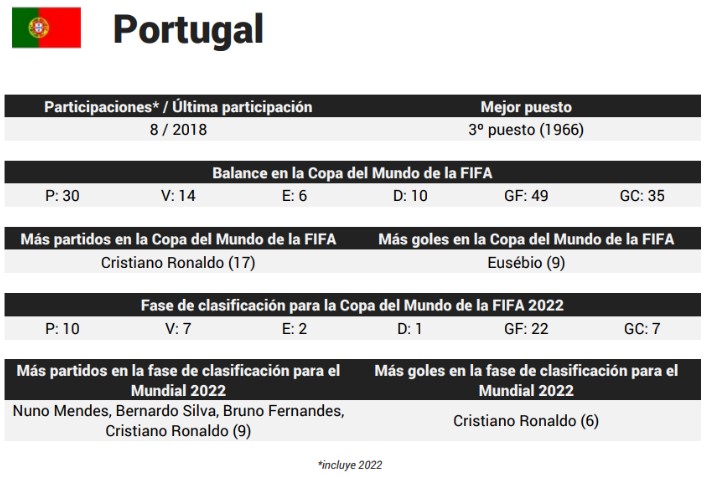 Portugal
Participaciones* / Última participación Mejor puesto
8 / 2018 3º puesto (1966)
Balance en la Copa del Mundo de la FIFA
P: 30 V: 14 E: 6 D: 10 GF: 49 GC: 35
Más partidos en la Copa del Mundo de la FIFA Más goles en la Copa del Mundo de la FIFA
Cristiano Ronaldo (17) Eusébio (9)
Fase de clasificación para la Copa del Mundo de la FIFA 2022
P: 10 V: 7 E: 2 D: 1 GF: 22 GC: 7
Más partidos en la fase de clasificación para el
Mundial 2022
Más goles en la fase de clasificación para el
Mundial 2022
Nuno Mendes, Bernardo Silva, Bruno Fernandes,
Cristiano Ronaldo (9)
Cristiano Ronaldo (6)
*incluye 2022